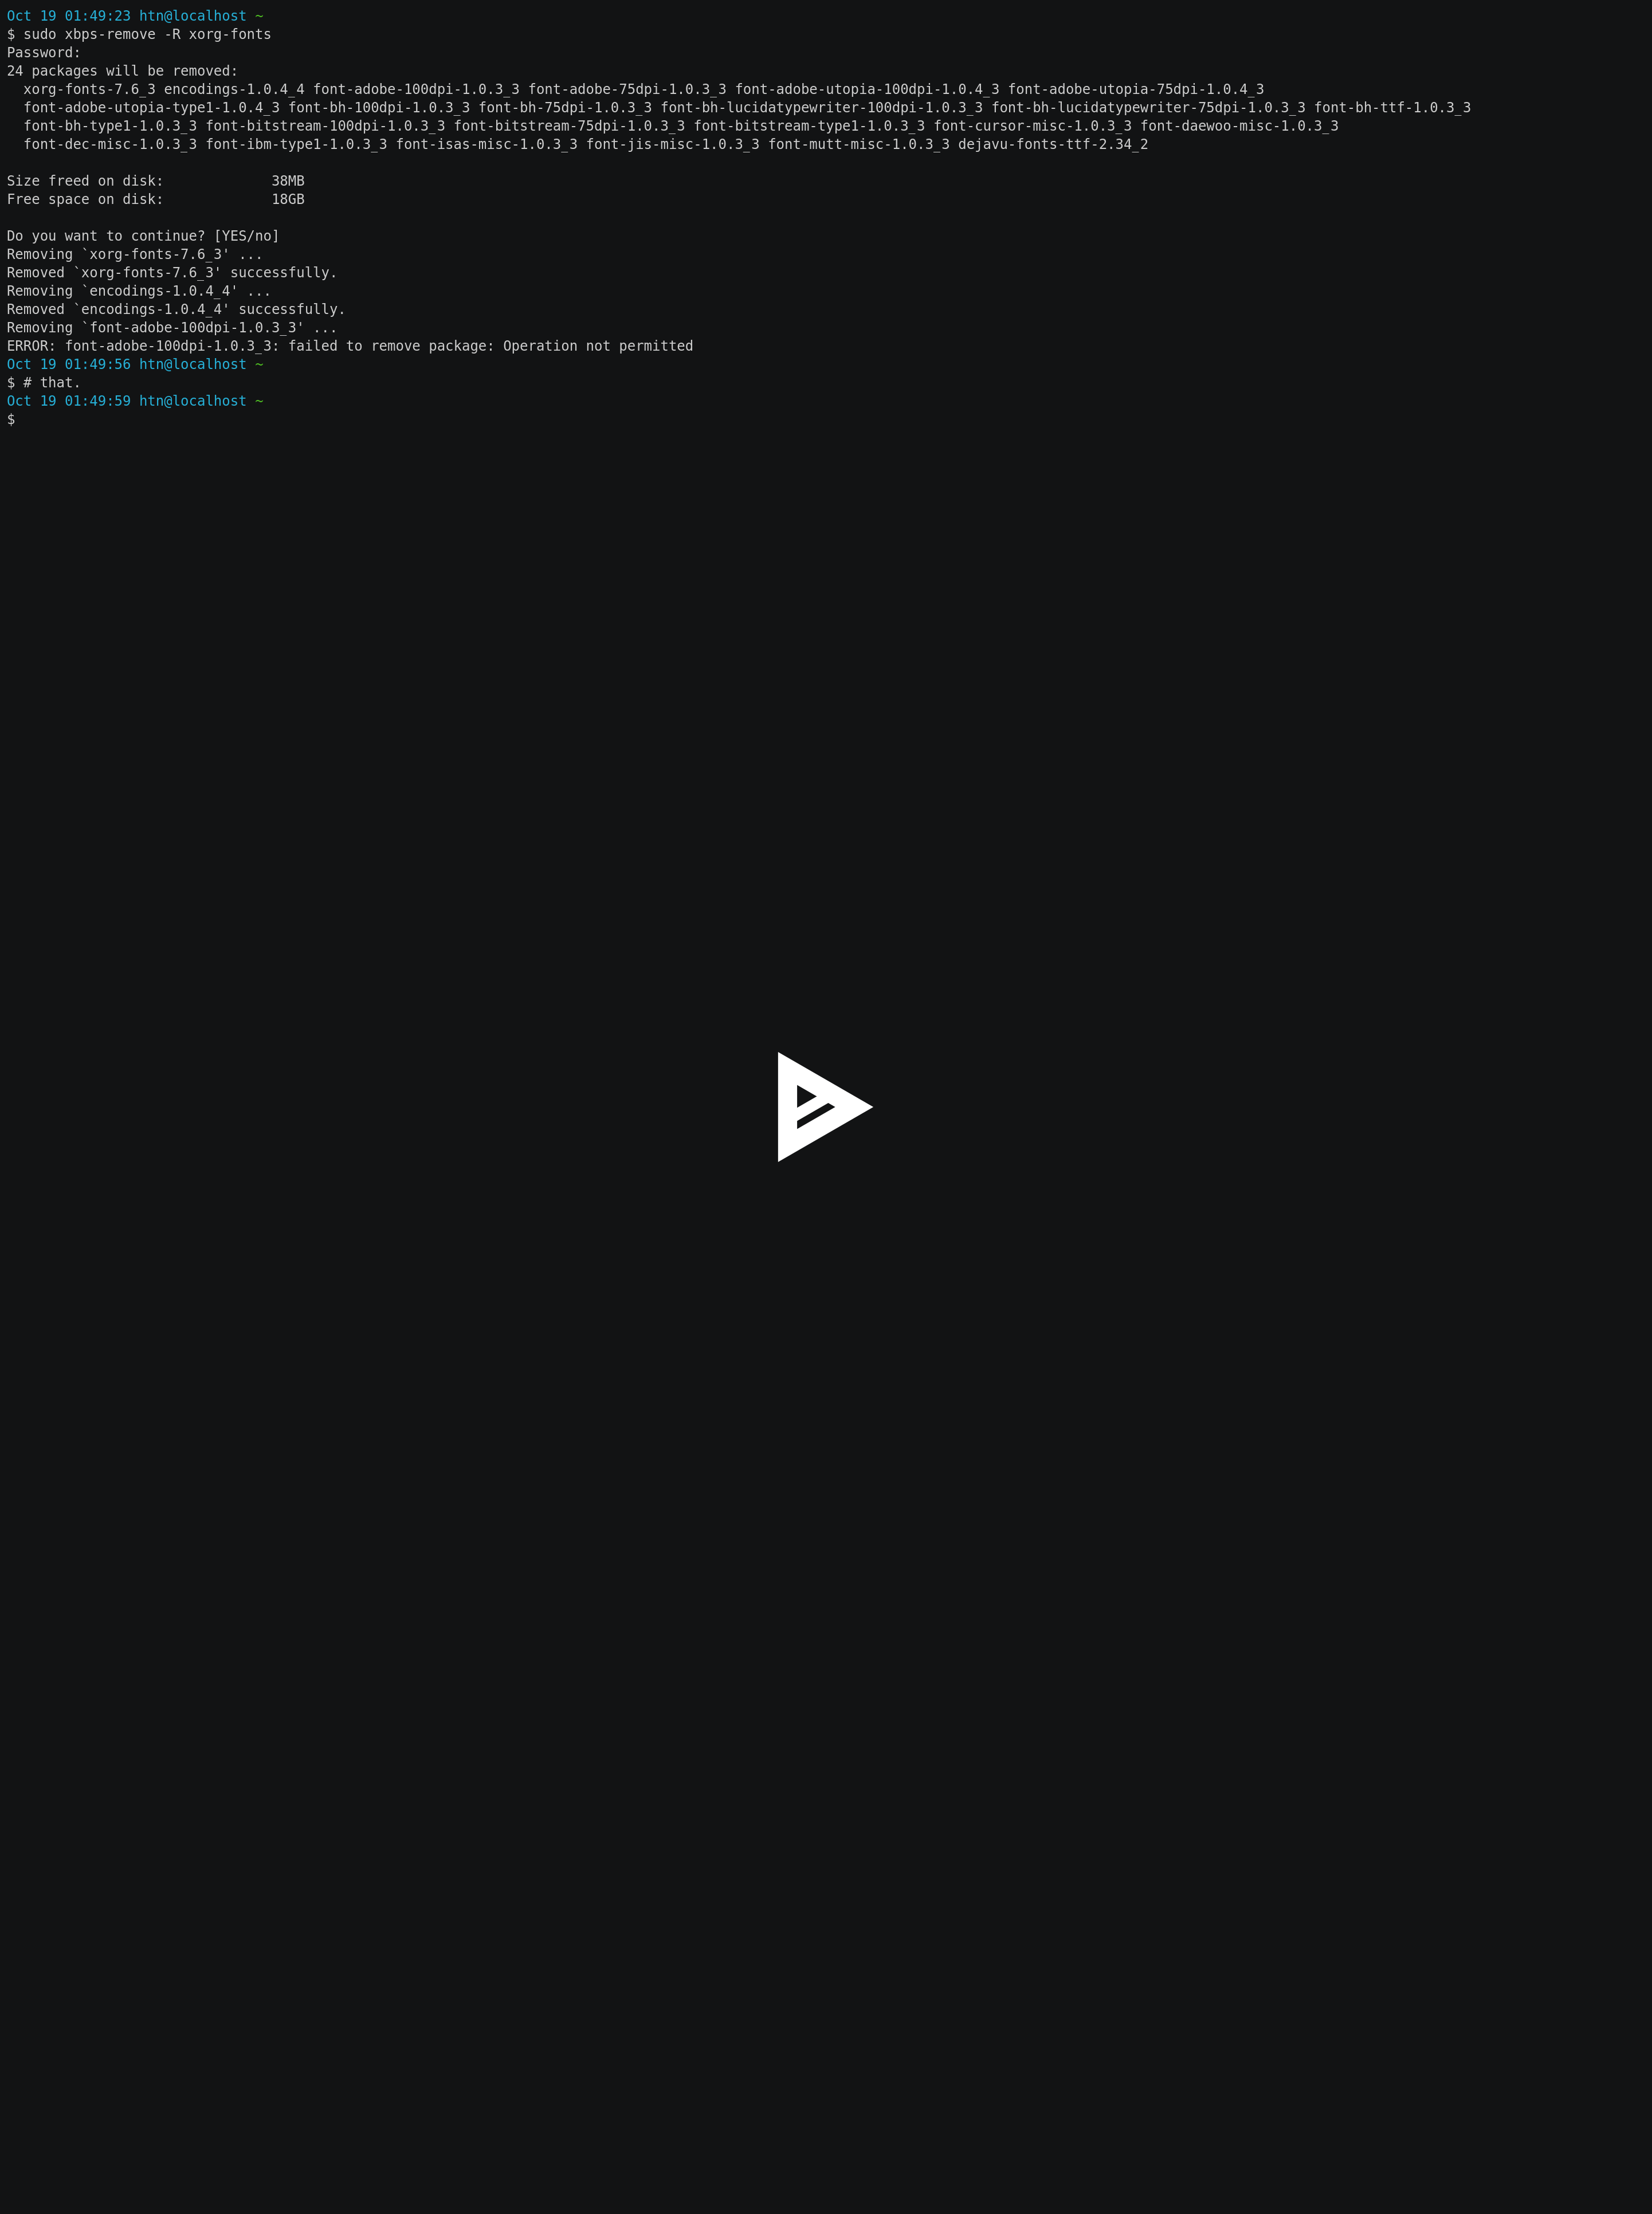 Oct 19 01:49:23 htn@localhost ~
$ sudo xbps-remove -R xorg-fonts
Password:
24 packages will be removed:
  xorg-fonts-7.6_3 encodings-1.0.4_4 font-adobe-100dpi-1.0.3_3 font-adobe-75dpi-1.0.3_3 font-adobe-utopia-100dpi-1.0.4_3 font-adobe-utopia-75dpi-1.0.4_3
  font-adobe-utopia-type1-1.0.4_3 font-bh-100dpi-1.0.3_3 font-bh-75dpi-1.0.3_3 font-bh-lucidatypewriter-100dpi-1.0.3_3 font-bh-lucidatypewriter-75dpi-1.0.3_3 font-bh-ttf-1.0.3_3
  font-bh-type1-1.0.3_3 font-bitstream-100dpi-1.0.3_3 font-bitstream-75dpi-1.0.3_3 font-bitstream-type1-1.0.3_3 font-cursor-misc-1.0.3_3 font-daewoo-misc-1.0.3_3
  font-dec-misc-1.0.3_3 font-ibm-type1-1.0.3_3 font-isas-misc-1.0.3_3 font-jis-misc-1.0.3_3 font-mutt-misc-1.0.3_3 dejavu-fonts-ttf-2.34_2

Size freed on disk:             38MB
Free space on disk:             18GB

Do you want to continue? [YES/no]
Removing `xorg-fonts-7.6_3' ...
Removed `xorg-fonts-7.6_3' successfully.
Removing `encodings-1.0.4_4' ...
Removed `encodings-1.0.4_4' successfully.
Removing `font-adobe-100dpi-1.0.3_3' ...
ERROR: font-adobe-100dpi-1.0.3_3: failed to remove package: Operation not permitted
Oct 19 01:49:56 htn@localhost ~
$ # that.
Oct 19 01:49:59 htn@localhost ~
$